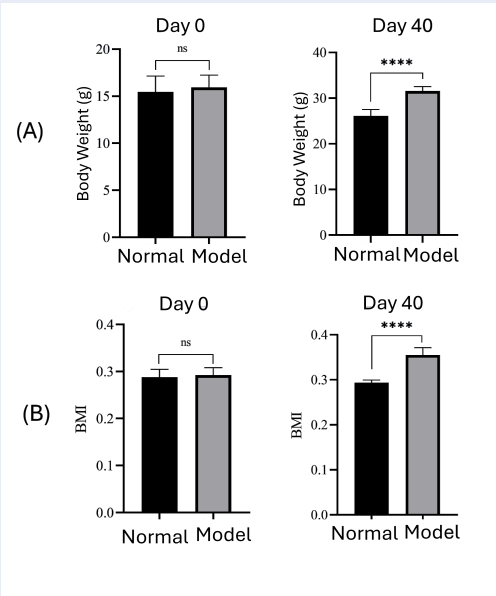 Day 0
Day 40
(A)
Body Weight (g)
20
15
10
5
0
ns
Normal Model
Body Weight (g)
40
30
20
10
0
****
Normal Model
Day 0
Day 40
(B)
BMI
0.4
0.3
0.2
0.1
0.0
ns
Normal Model
BMI
0.4
0.3
0.2
0.1
0.0
****
Normal Model